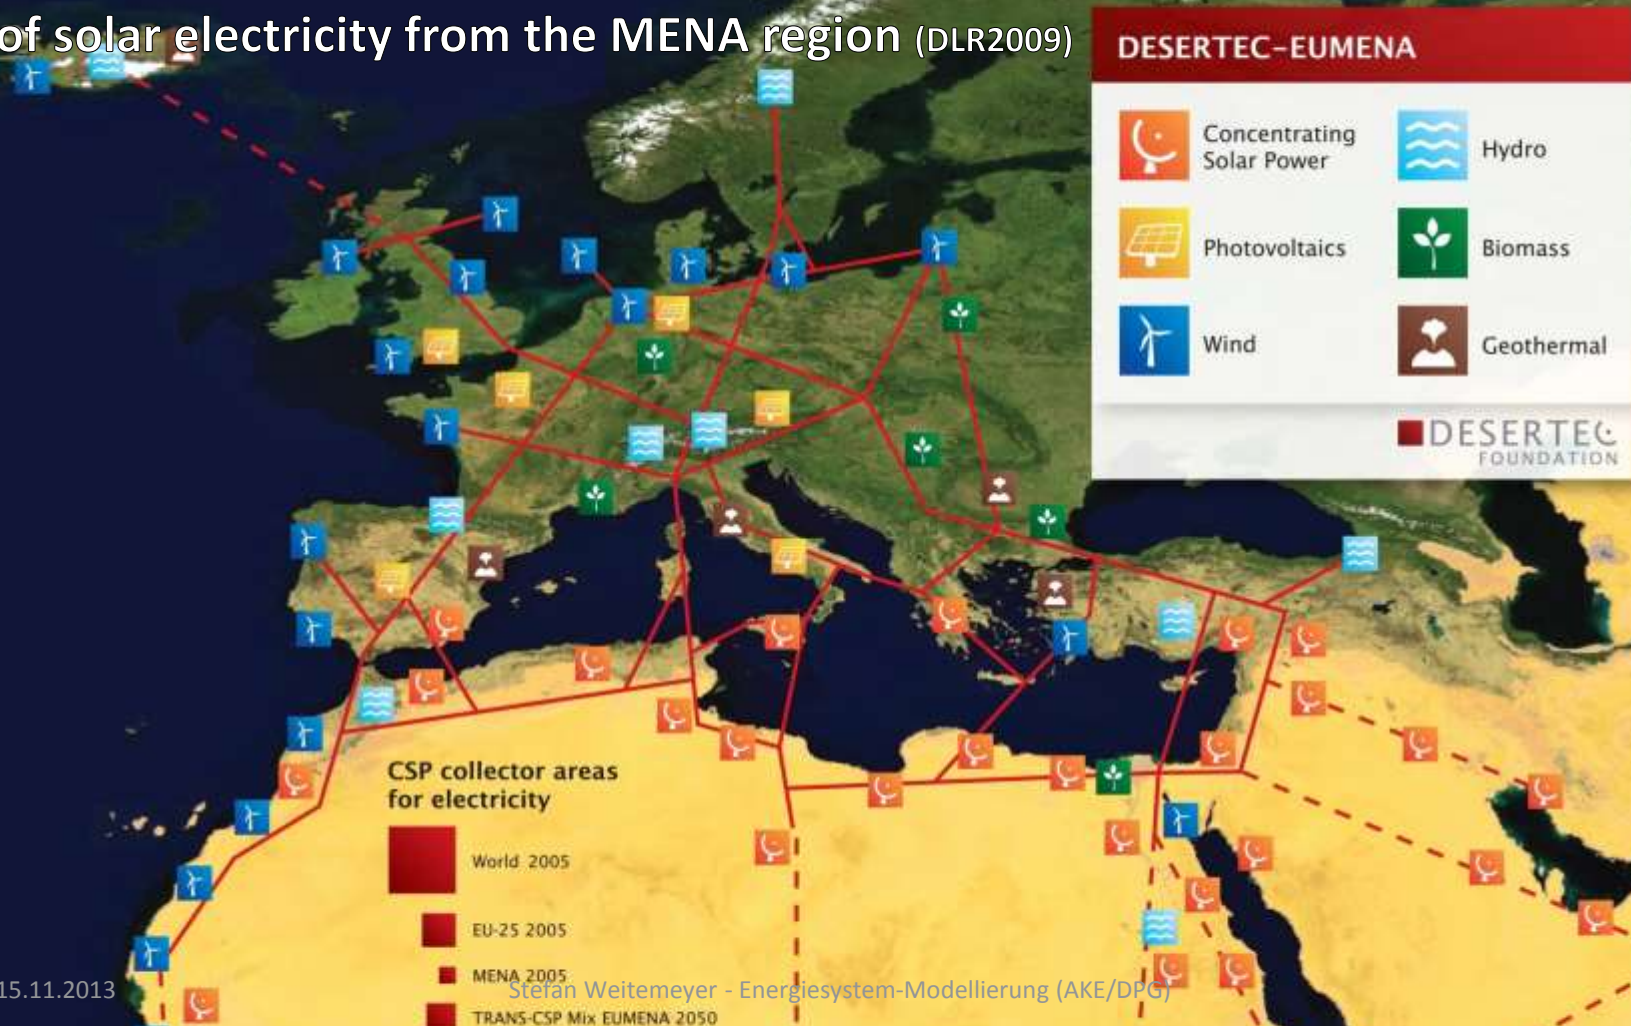 of solar electricity from the MENA region (DLR2009)
DESERTEC–EUMENA
Concentrating
Solar Power
Hydro
Photovoltaics
Biomass
Wind
Geothermal
DESERTEC
FOUNDATION
CSP collector areas
for electricity
World 2005
EU-25 2005
MENA 2005
TRANS-CSP Mix EUMENA 2050
15.11.2013
Stefan Weitemeyer - Energiesystem-Modellierung (AKE/DPG)